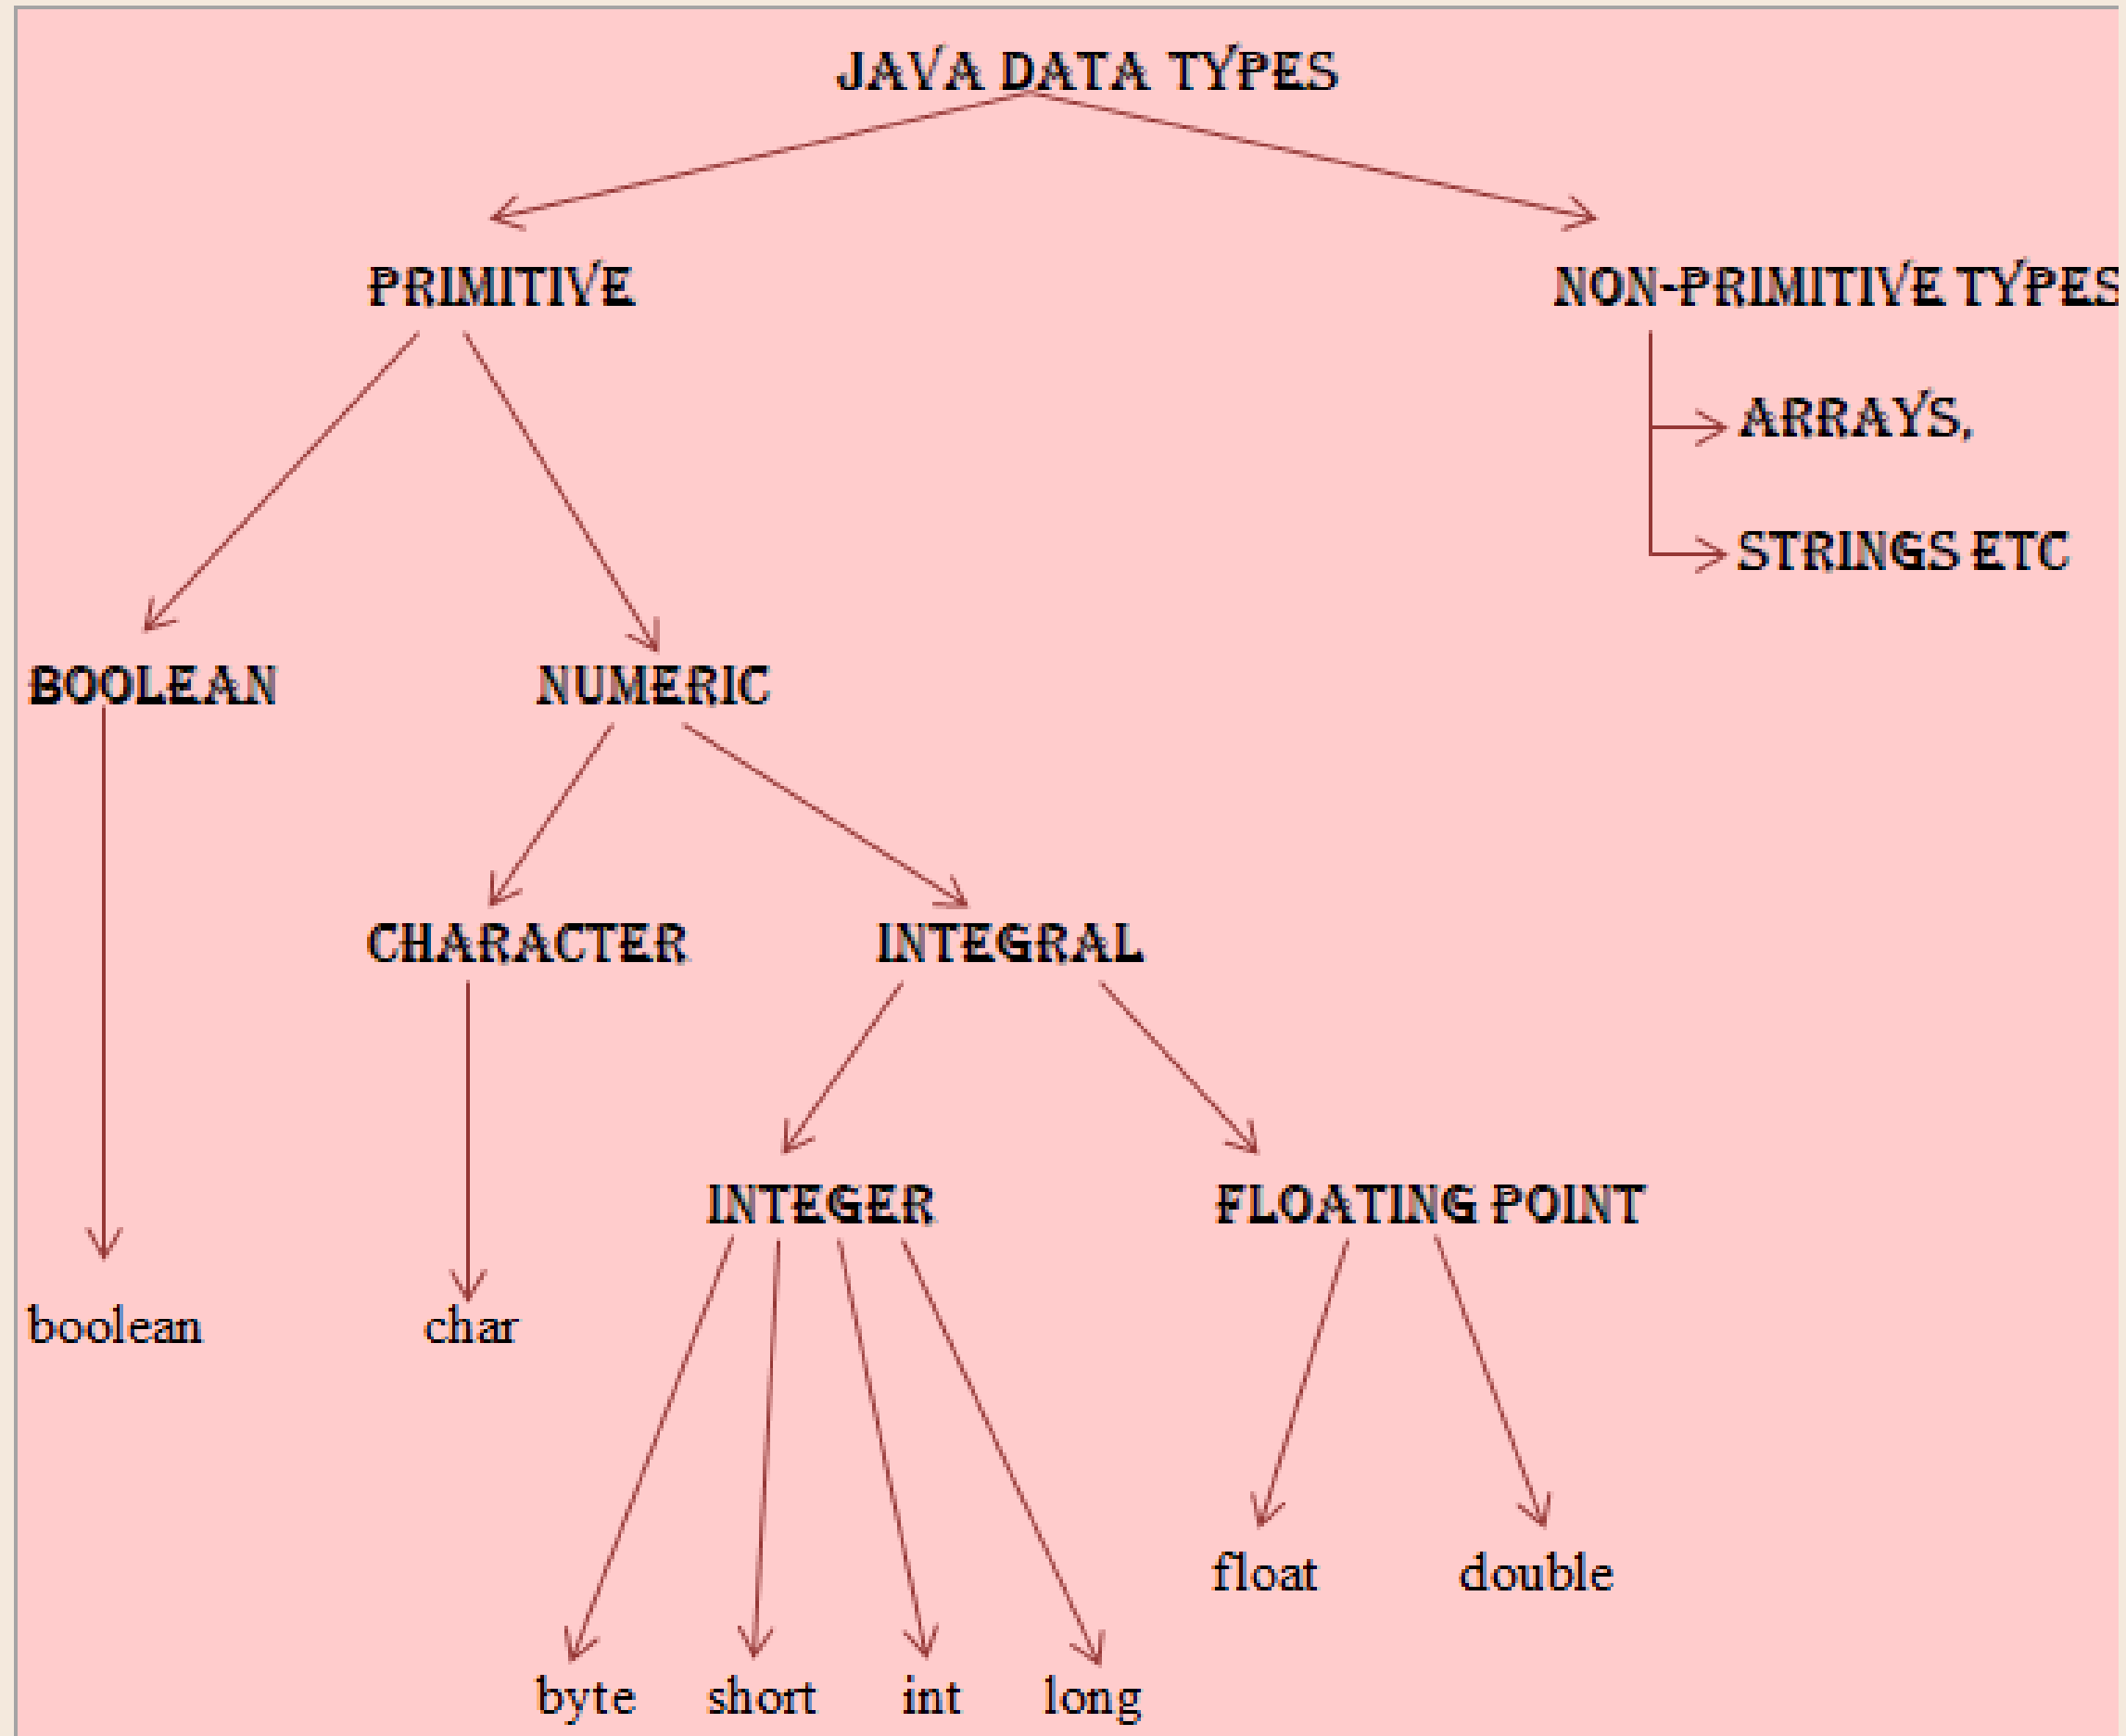 JAVA DATA TYPES
PRIMITIVE
NON-PRIMITIVE TYPES
ARRAYS,
STRINGS ETC
BOOLEAN
NUMERIC
CHARACTER
INTEGRAL
INTEGER
FLOATING POINT
boolean
char
float
double
byte
short
int
long